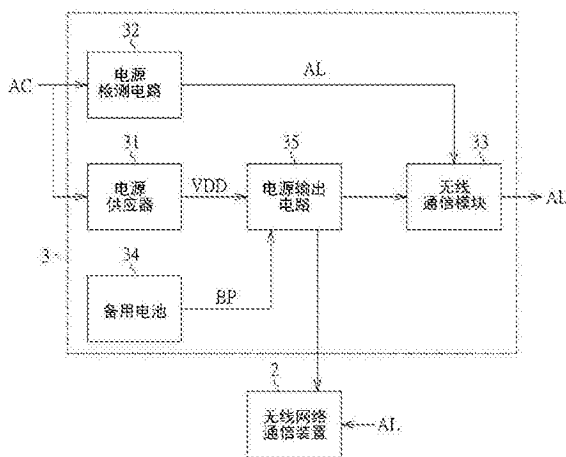 32
AC
电源
检测电路
AL
31
35
33
电源
供应器
VDD
电源输出
电路
无线
通信模块
AL
3
34
备用电池
BP
2
无线网络
通信装置
AL